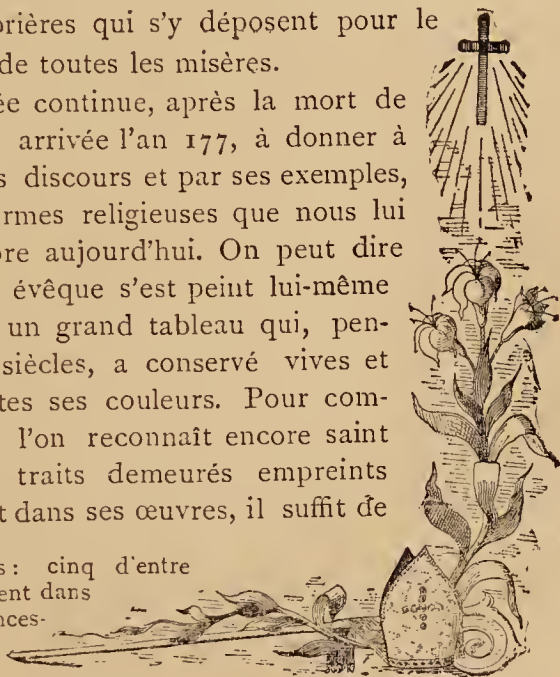 prières qui s'y déposent pour le
de toutes les misères.
ée continue, après la mort de
arrivée l'an 177, à donner à
s discours et par ses exemples,
ormes religieuses que nous lui
ore aujourd'hui. On peut dire
évêque s'est peint lui-même
un grand tableau qui, pen-
siècles, a conservé vives et
tes ses couleurs. Pour com-
l'on reconnaît encore saint
traits demeurés empreints
t dans ses œuvres, il suffit de
s: cinq d'entre
ent dans
nces-